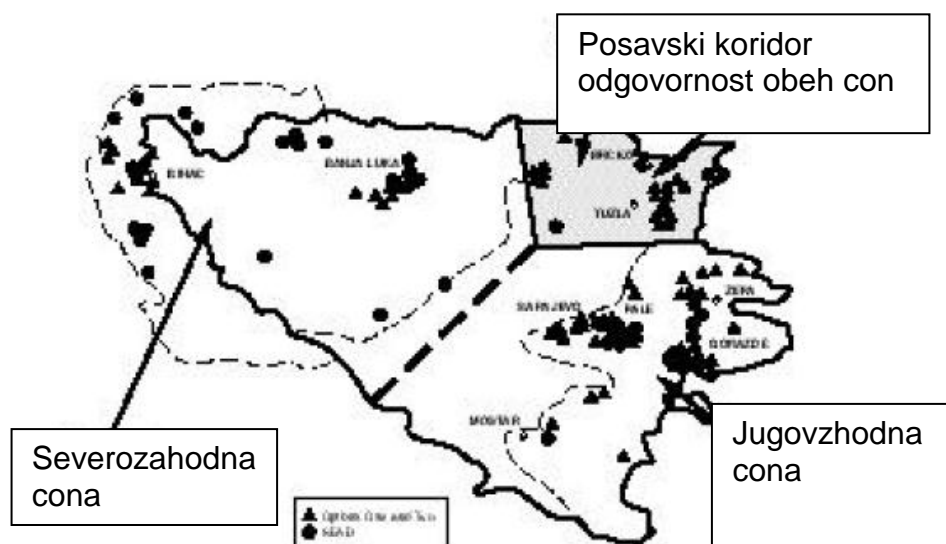 Posavski koridor
odgovornost obeh con
BRCKO
BIHAC
BANJA LUKA
TUZLA
SARAJEVO
PALE
ZEPA
GORAZDE
MOSTAR
Severozahodna
cona
Jugovzhodna
cona
SEAD